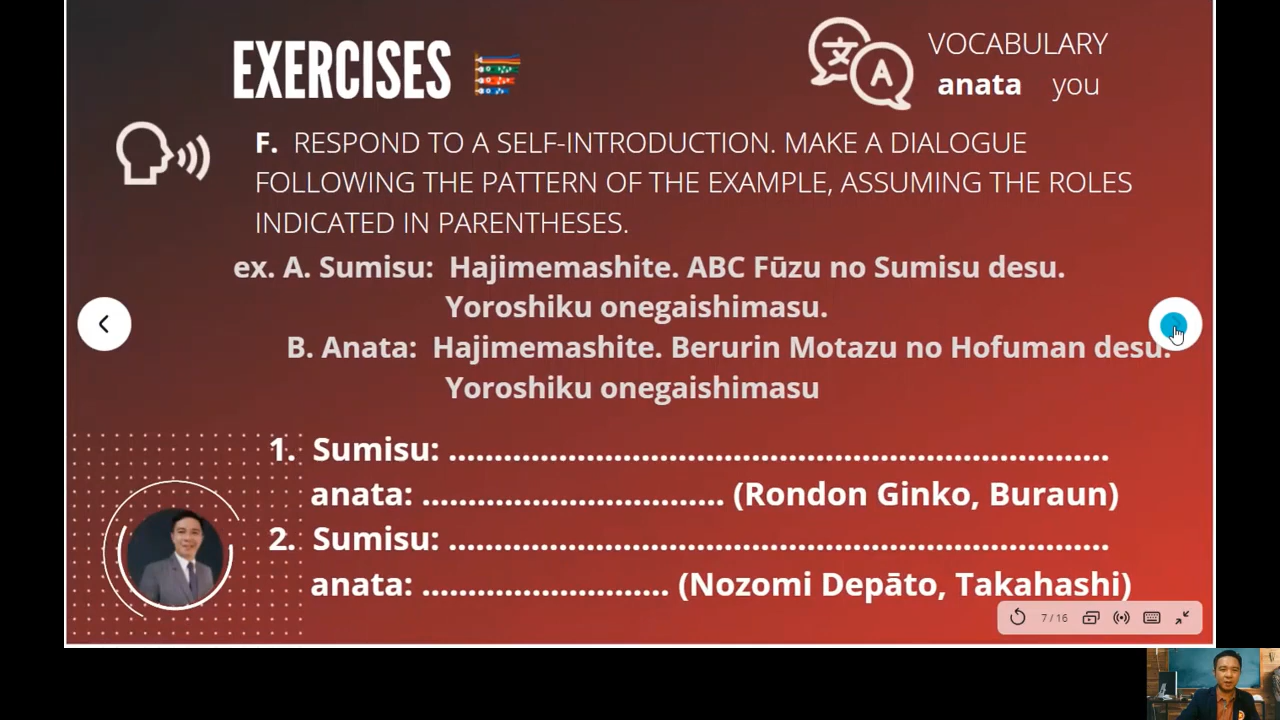 EXERCISES
文 A
VOCABULARY
anata you
F. RESPOND TO A SELF-INTRODUCTION. MAKE A DIALOGUE
FOLLOWING THE PATTERN OF THE EXAMPLE, ASSUMING THE ROLES
INDICATED IN PARENTHESES.
ex. A. Sumisu: Hajimemashite. ABC Fūzu no Sumisu desu.
Yoroshiku onegaishimasu.
B. Anata: Hajimemashite. Berurin Motazu no Hofuman desu.
Yoroshiku onegaishimasu
1. Sumisu: ........................................................................
anata: ................................. (Rondon Ginko, Buraun)
2. Sumisu: ........................................................................
anata: ........................... (Nozomi Depāto, Takahashi)
7 / 16